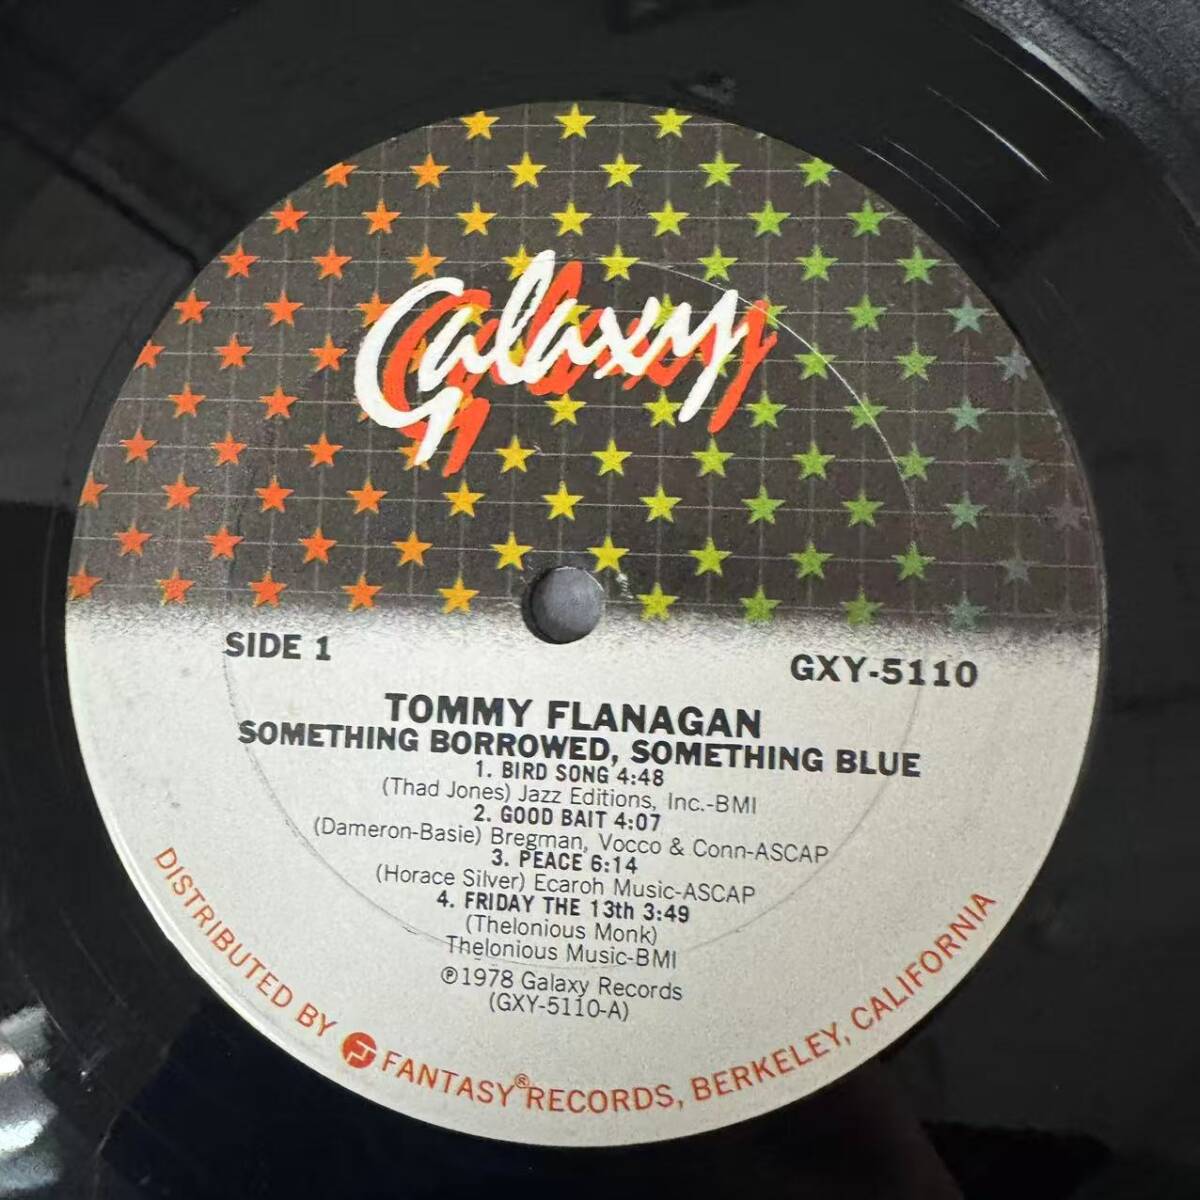 Galaxy
SIDE 1
GXY-5110
TOMMY FLANAGAN
SOMETHING BORROWED, SOMETHING BLUE
1. BIRD SONG 4:48
(Thad Jones) Jazz Editions, Inc.-BMI
2. GOOD BAIT 4:07
(Dameron-Basie) Bregman, Vocco & Conn-ASCAP
3. PEACE 6:14
(Horace Silver) Ecaroh Music-ASCAP
4. FRIDAY THE 13th 3:49
(Thelonious Monk)
Thelonious Music-BMI
℗1978 Galaxy Records
(GXY-5110-A)
DISTRIBUTED BY FANTASY® RECORDS, BERKELEY, CALIFORNIA